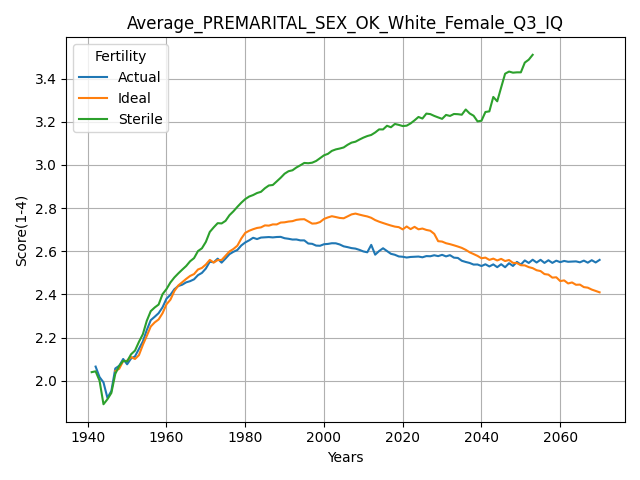 Average_PREMARITAL_SEX_OK_White_Female_Q3_IQ
Fertility
Actual
Ideal
Sterile
Score(1-4)
3.4
3.2
3.0
2.8
2.6
2.4
2.2
2.0
1940 1960 1980 2000 2020 2040 2060
Years